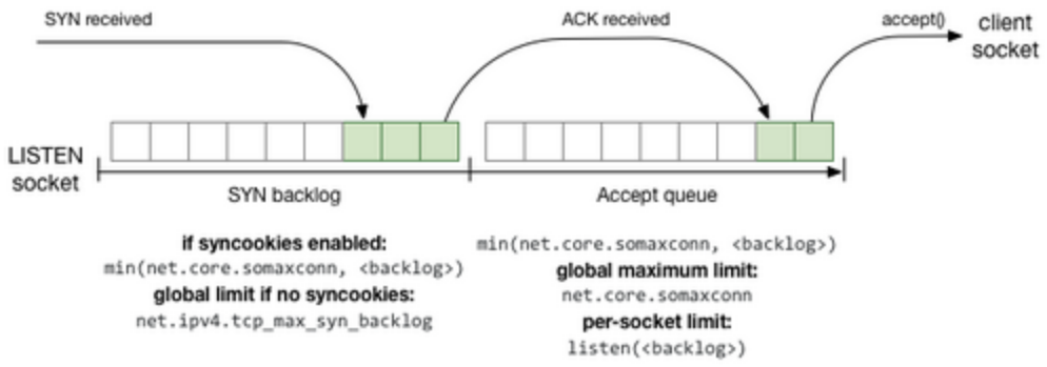 SYN received
ACK received
accept()
client
socket
LISTEN
socket
SYN backlog
Accept queue
if syncookies enabled:
min(net.core.somaxconn, <backlog>)
global limit if no syncookies:
net.ipv4.tcp_max_syn_backlog
min(net.core.somaxconn, <backlog>)
global maximum limit:
net.core.somaxconn
per-socket limit:
listen(<backlog>)